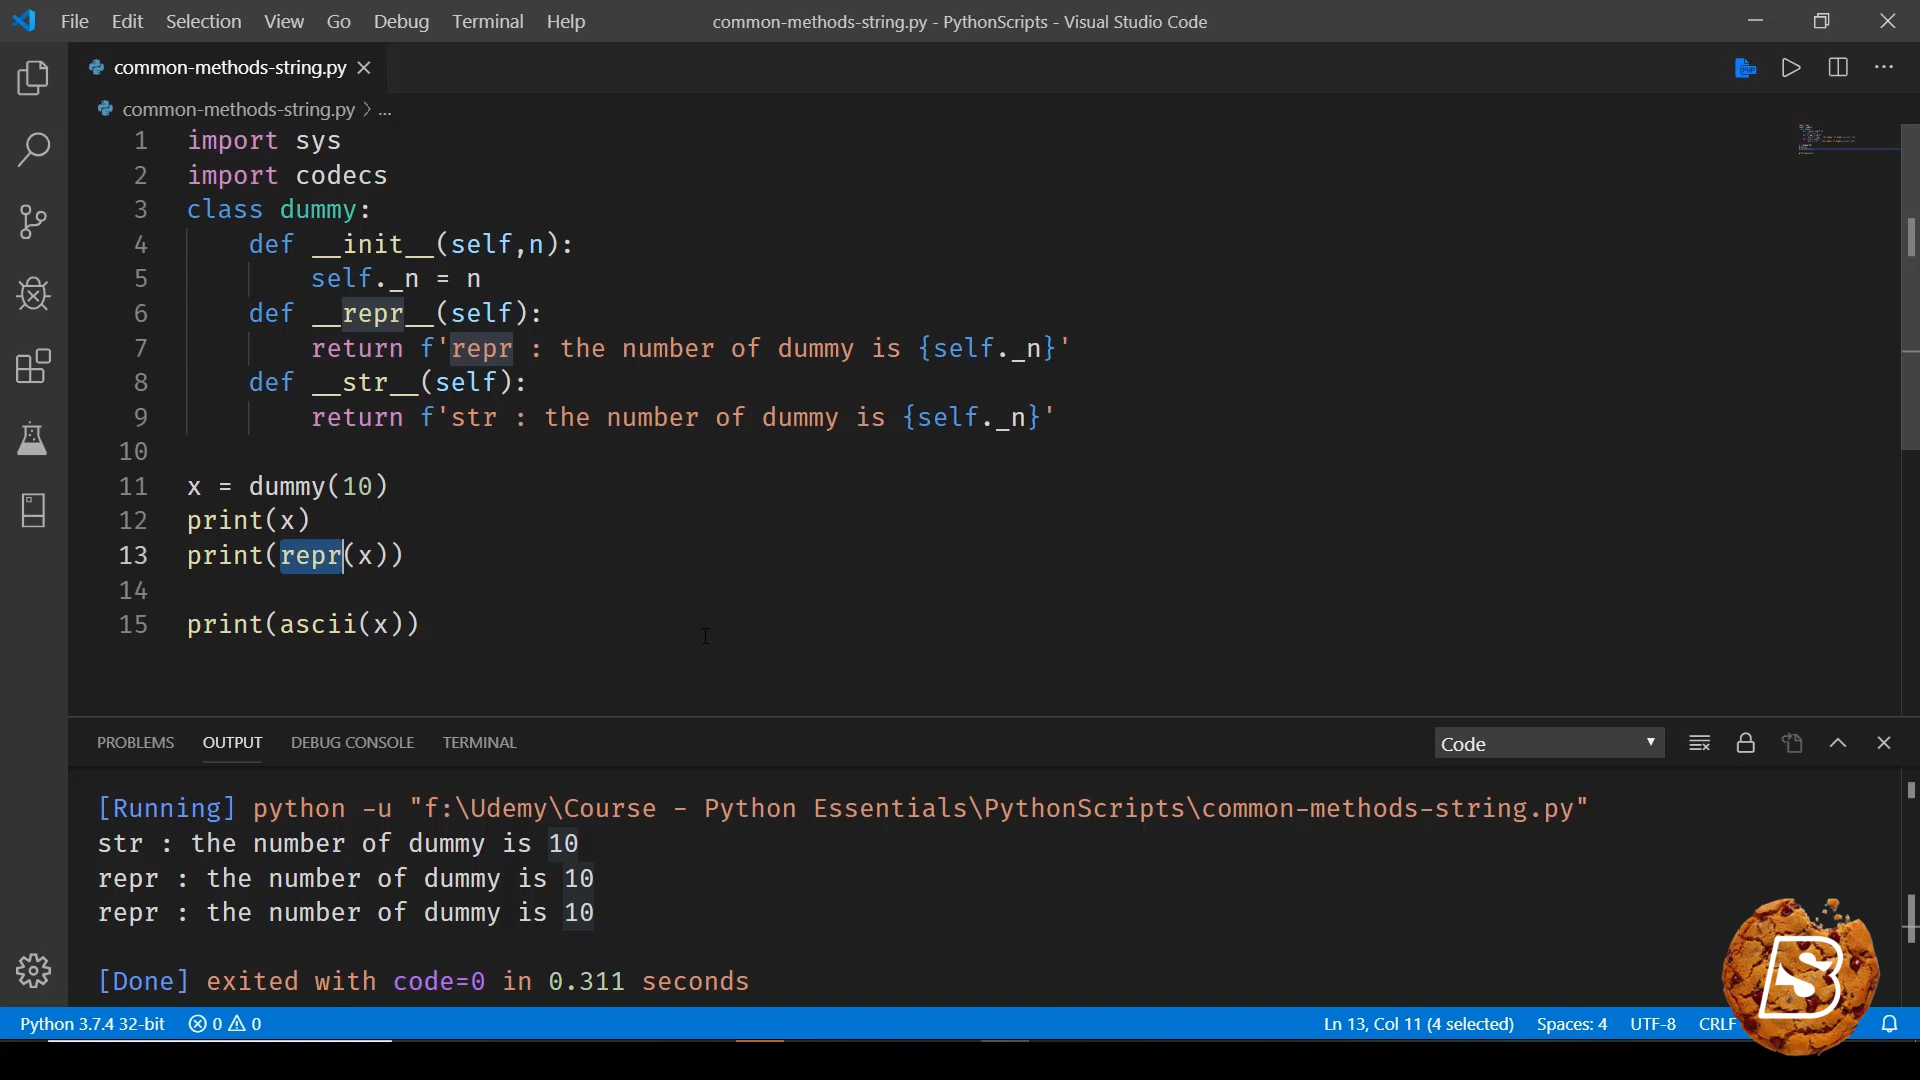 File Edit Selection View Go Debug Terminal Help common-methods-string.py - PythonScripts - Visual Studio Code
common-methods-string.py
common-methods-string.py > ...
1 import sys
2 import codecs
3 class dummy:
4 def __init__(self,n):
5 self._n = n
6 def __repr__(self):
7 return f'repr : the number of dummy is {self._n}'
8 def __str__(self):
9 return f'str : the number of dummy is {self._n}'
10
11 x = dummy(10)
12 print(x)
13 print(repr(x))
14
15 print(ascii(x))
PROBLEMS OUTPUT DEBUG CONSOLE TERMINAL Code
[Running] python -u "f:\Udemy\Course - Python Essentials\PythonScripts\common-methods-string.py"
str : the number of dummy is 10
repr : the number of dummy is 10
repr : the number of dummy is 10
[Done] exited with code=0 in 0.311 seconds
Python 3.7.4 32-bit 0 0 Ln 13, Col 11 (4 selected) Spaces: 4 UTF-8 CRLF